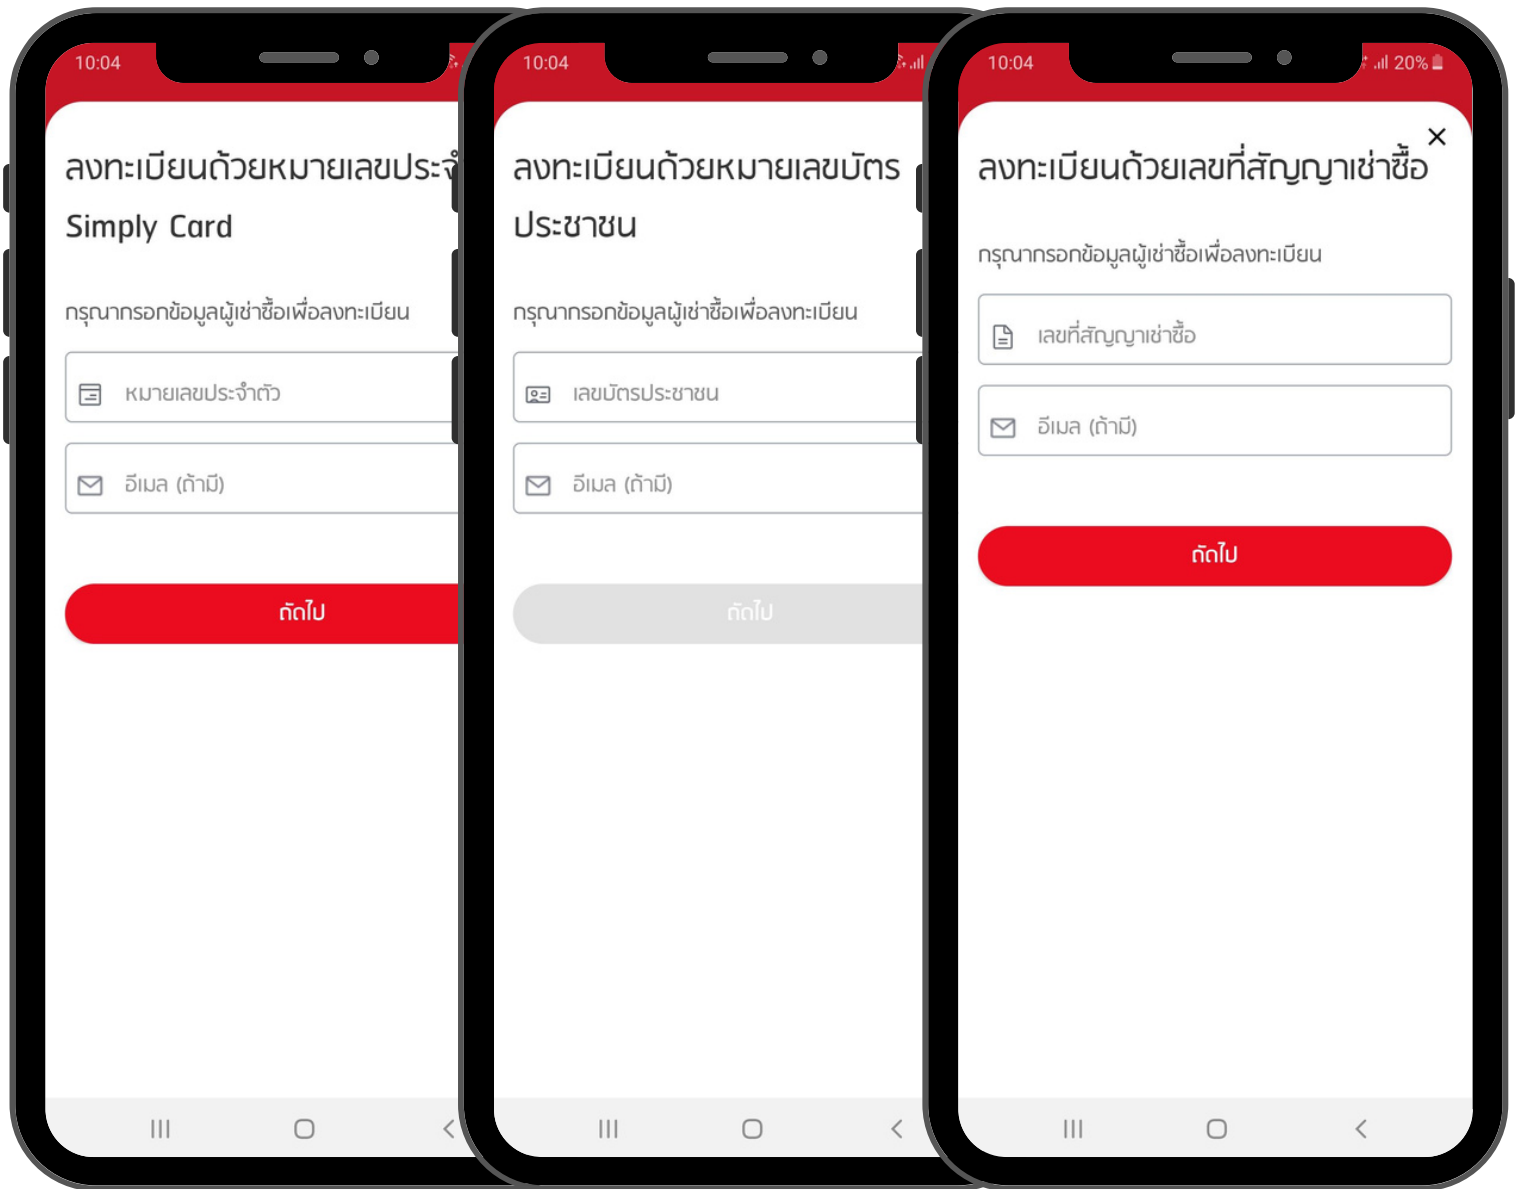 10:04
ลงทะเบียนด้วยหมายเลขประจำ
Simply Card
กรุณากรอกข้อมูลผู้เช่าซื้อเพื่อลงทะเบียน
หมายเลขประจำตัว
อีเมล (ถ้ามี)
ถัดไป
10:04
ลงทะเบียนด้วยหมายเลขบัตร
ประชาชน
กรุณากรอกข้อมูลผู้เช่าซื้อเพื่อลงทะเบียน
เลขบัตรประชาชน
อีเมล (ถ้ามี)
ถัดไป
10:04 20%
ลงทะเบียนด้วยเลขที่สัญญาเช่าซื้อ
กรุณากรอกข้อมูลผู้เช่าซื้อเพื่อลงทะเบียน
เลขที่สัญญาเช่าซื้อ
อีเมล (ถ้ามี)
ถัดไป